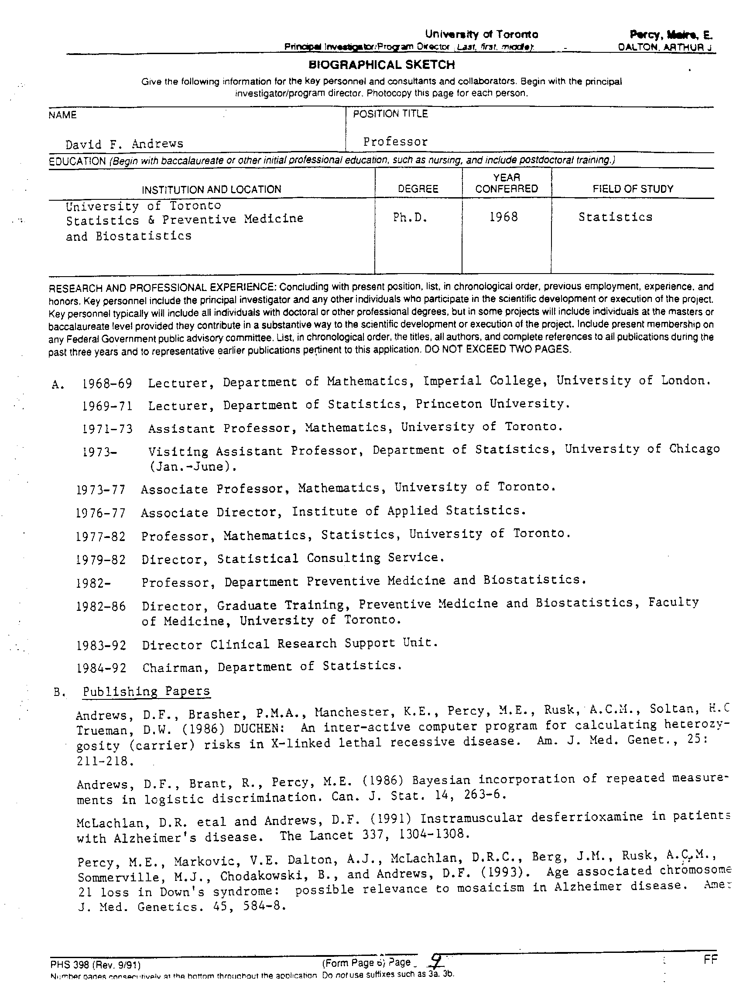 University of Toronto Percy, Maire, E.
Principal Investigator/Program Director (Last, first, middle): DALTON, ARTHUR J
BIOGRAPHICAL SKETCH
Give the following information for the key personnel and consultants and collaborators. Begin with the principal
investigator/program director. Photocopy this page for each person.
NAME POSITION TITLE
David F. Andrews Professor
EDUCATION (Begin with baccalaureate or other initial professional education, such as nursing, and include postdoctoral training.)
INSTITUTION AND LOCATION DEGREE YEAR CONFERRED FIELD OF STUDY
University of Toronto
Statistics & Preventive Medicine Ph.D. 1968 Statistics
and Biostatistics
RESEARCH AND PROFESSIONAL EXPERIENCE: Concluding with present position, list, in chronological order, previous employment, experience, and
honors. Key personnel include the principal investigator and any other individuals who participate in the scientific development or execution of the project.
Key personnel typically will include all individuals with doctoral or other professional degrees, but in some projects will include individuals at the masters or
baccalaureate level provided they contribute in a substantive way to the scientific development or execution of the project. Include present membership on
any Federal Government public advisory committee. List, in chronological order, the titles, all authors, and complete references to all publications during the
past three years and to representative earlier publications pertinent to this application. DO NOT EXCEED TWO PAGES.
A. 1968-69 Lecturer, Department of Mathematics, Imperial College, University of London.
1969-71 Lecturer, Department of Statistics, Princeton University.
1971-73 Assistant Professor, Mathematics, University of Toronto.
1973- Visiting Assistant Professor, Department of Statistics, University of Chicago
(Jan.-June).
1973-77 Associate Professor, Mathematics, University of Toronto.
1976-77 Associate Director, Institute of Applied Statistics.
1977-82 Professor, Mathematics, Statistics, University of Toronto.
1979-82 Director, Statistical Consulting Service.
1982- Professor, Department Preventive Medicine and Biostatistics.
1982-86 Director, Graduate Training, Preventive Medicine and Biostatistics, Faculty
of Medicine, University of Toronto.
1983-92 Director Clinical Research Support Unit.
1984-92 Chairman, Department of Statistics.
B. Publishing Papers
Andrews, D.F., Brasher, P.M.A., Manchester, K.E., Percy, M.E., Rusk, A.C.M., Soltan, H.C
Trueman, D.W. (1986) DUCHEN: An inter-active computer program for calculating heterozy-
gosity (carrier) risks in X-linked lethal recessive disease. Am. J. Med. Genet., 25:
211-218.
Andrews, D.F., Brant, R., Percy, M.E. (1986) Bayesian incorporation of repeated measure-
ments in logistic discrimination. Can. J. Stat. 14, 263-6.
McLachlan, D.R. etal and Andrews, D.F. (1991) Instramuscular desferrioxamine in patients
with Alzheimer's disease. The Lancet 337, 1304-1308.
Percy, M.E., Markovic, V.E. Dalton, A.J., McLachlan, D.R.C., Berg, J.M., Rusk, A.C.M.,
Sommerville, M.J., Chodakowski, B., and Andrews, D.F. (1993). Age associated chromosome
21 loss in Down's syndrome: possible relevance to mosaicism in Alzheimer disease. Amer
J. Med. Genetics. 45, 584-8.
PHS 398 (Rev. 9/91) (Form Page 6) Page 9 FF
Number pages consecutively at the bottom throughout the application. Do not use suffixes such as 3a, 3b.